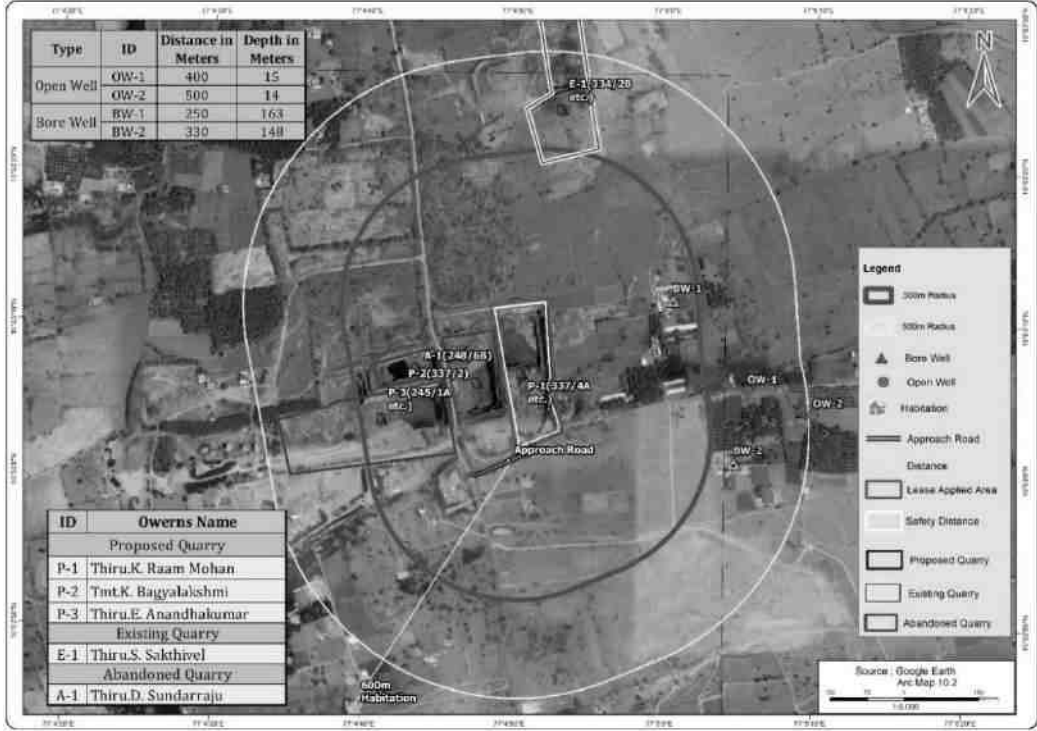 Type ID Distance in Meters Depth in Meters
Open Well OW-1 400 15
OW-2 500 14
Bore Well BW-1 250 163
BW-2 330 148
N
E-1(334/2B
etc.)
BW-1
A-1(248/6B)
P-2(337/2)
P-3(245/1A
etc.)
P-1(337/4A
etc.)
OW-1
OW-2
BW-2
Approach Road
600m
Habitation
Legend
300m Radius
500m Radius
Bore Well
Open Well
Habitation
Approach Road
Distance
Lease Applied Area
Safety Distance
Proposed Quarry
Existing Quarry
Abandoned Quarry
ID Owerns Name
Proposed Quarry
P-1 Thiru.K. Raam Mohan
P-2 Tmt.K. Bagyalakshmi
P-3 Thiru.E. Anandhakumar
Existing Quarry
E-1 Thiru.S. Sakthivel
Abandoned Quarry
A-1 Thiru.D. Sundarraju
Source : Google Earth
Arc Map 10.2